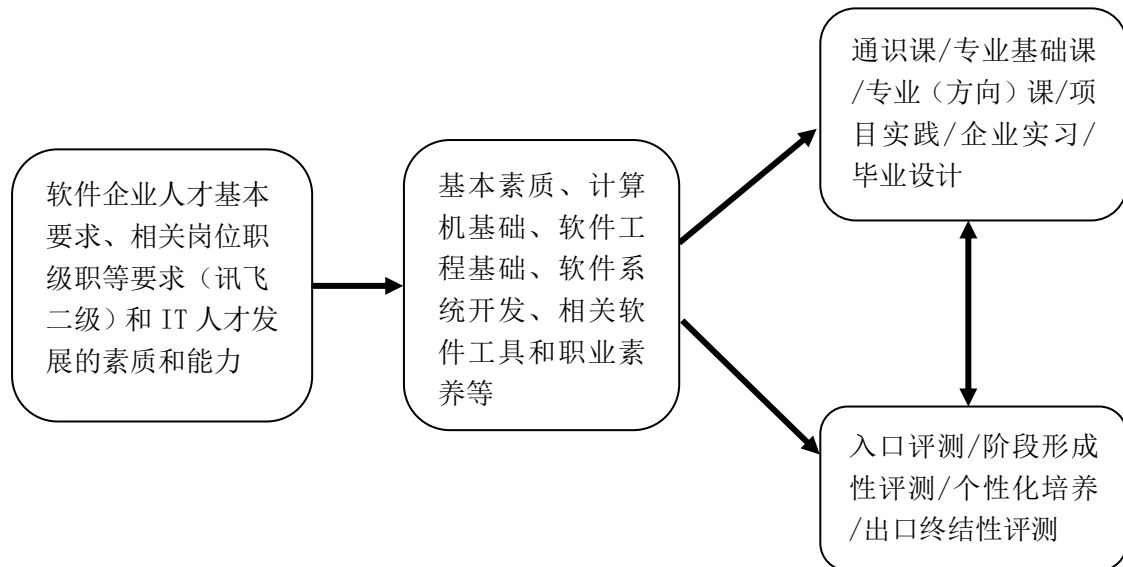 软件企业人才基本
要求、相关岗位职
级职等要求（讯飞
二级）和 IT 人才发
展的素质和能力
基本素质、计算
机基础、软件工
程基础、软件系
统开发、相关软
件工具和职业素
养等
通识课/专业基础课
/专业（方向）课/项
目实践/企业实习/
毕业设计
入口评测/阶段形成
性评测/个性化培养
/出口终结性评测